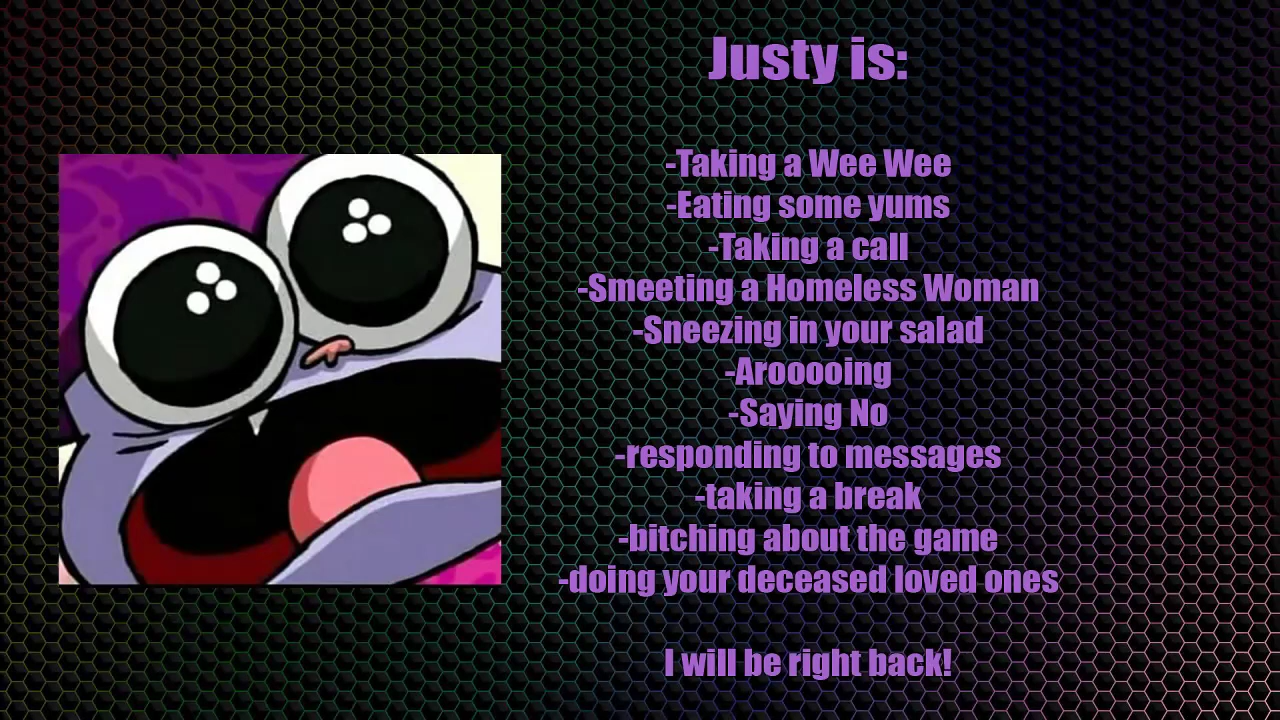 Justy is:
-Taking a Wee Wee
-Eating some yums
-Taking a call
-Smeeting a Homeless Woman
-Sneezing in your salad
-Arooooing
-Saying No
-responding to messages
-taking a break
-bitching about the game
-doing your deceased loved ones
I will be right back!